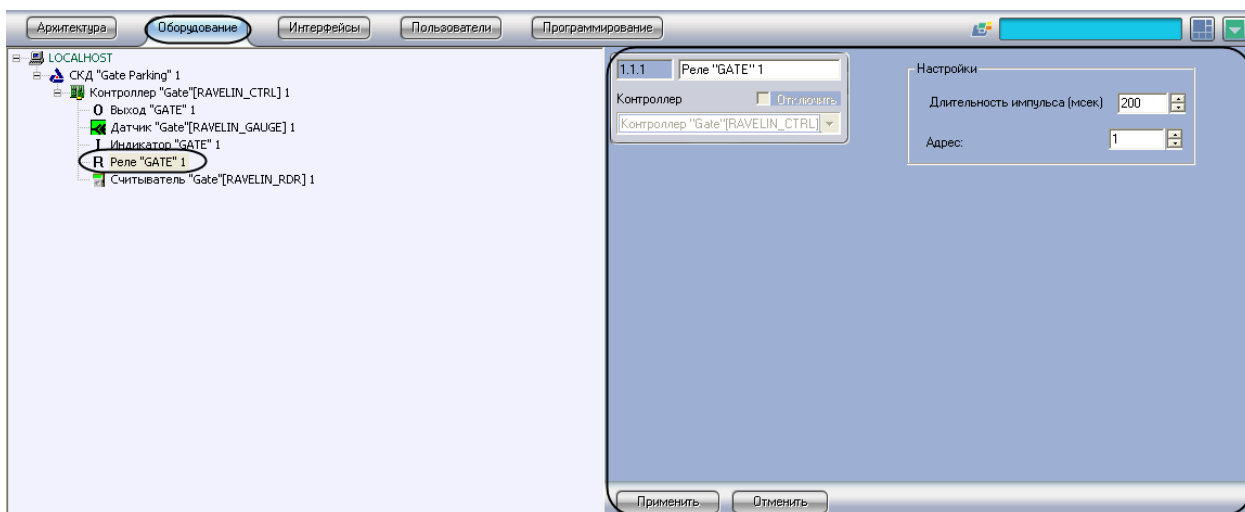 Архитектура Оборудование Интерфейсы Пользователи Программирование
LOCALHOST
СКД "Gate Parking" 1
Контроллер "Gate"[RAVELIN_CTRL] 1
O Выход "GATE" 1
Датчик "Gate"[RAVELIN_GAUGE] 1
I Индикатор "GATE" 1
R Реле "GATE" 1
Считыватель "Gate"[RAVELIN_RDR] 1
1.1.1 Реле "GATE" 1
Контроллер Отключить
Контроллер "Gate"[RAVELIN_CTRL]
Настройки
Длительность импульса (мсек) 200
Адрес: 1
Применить Отменить